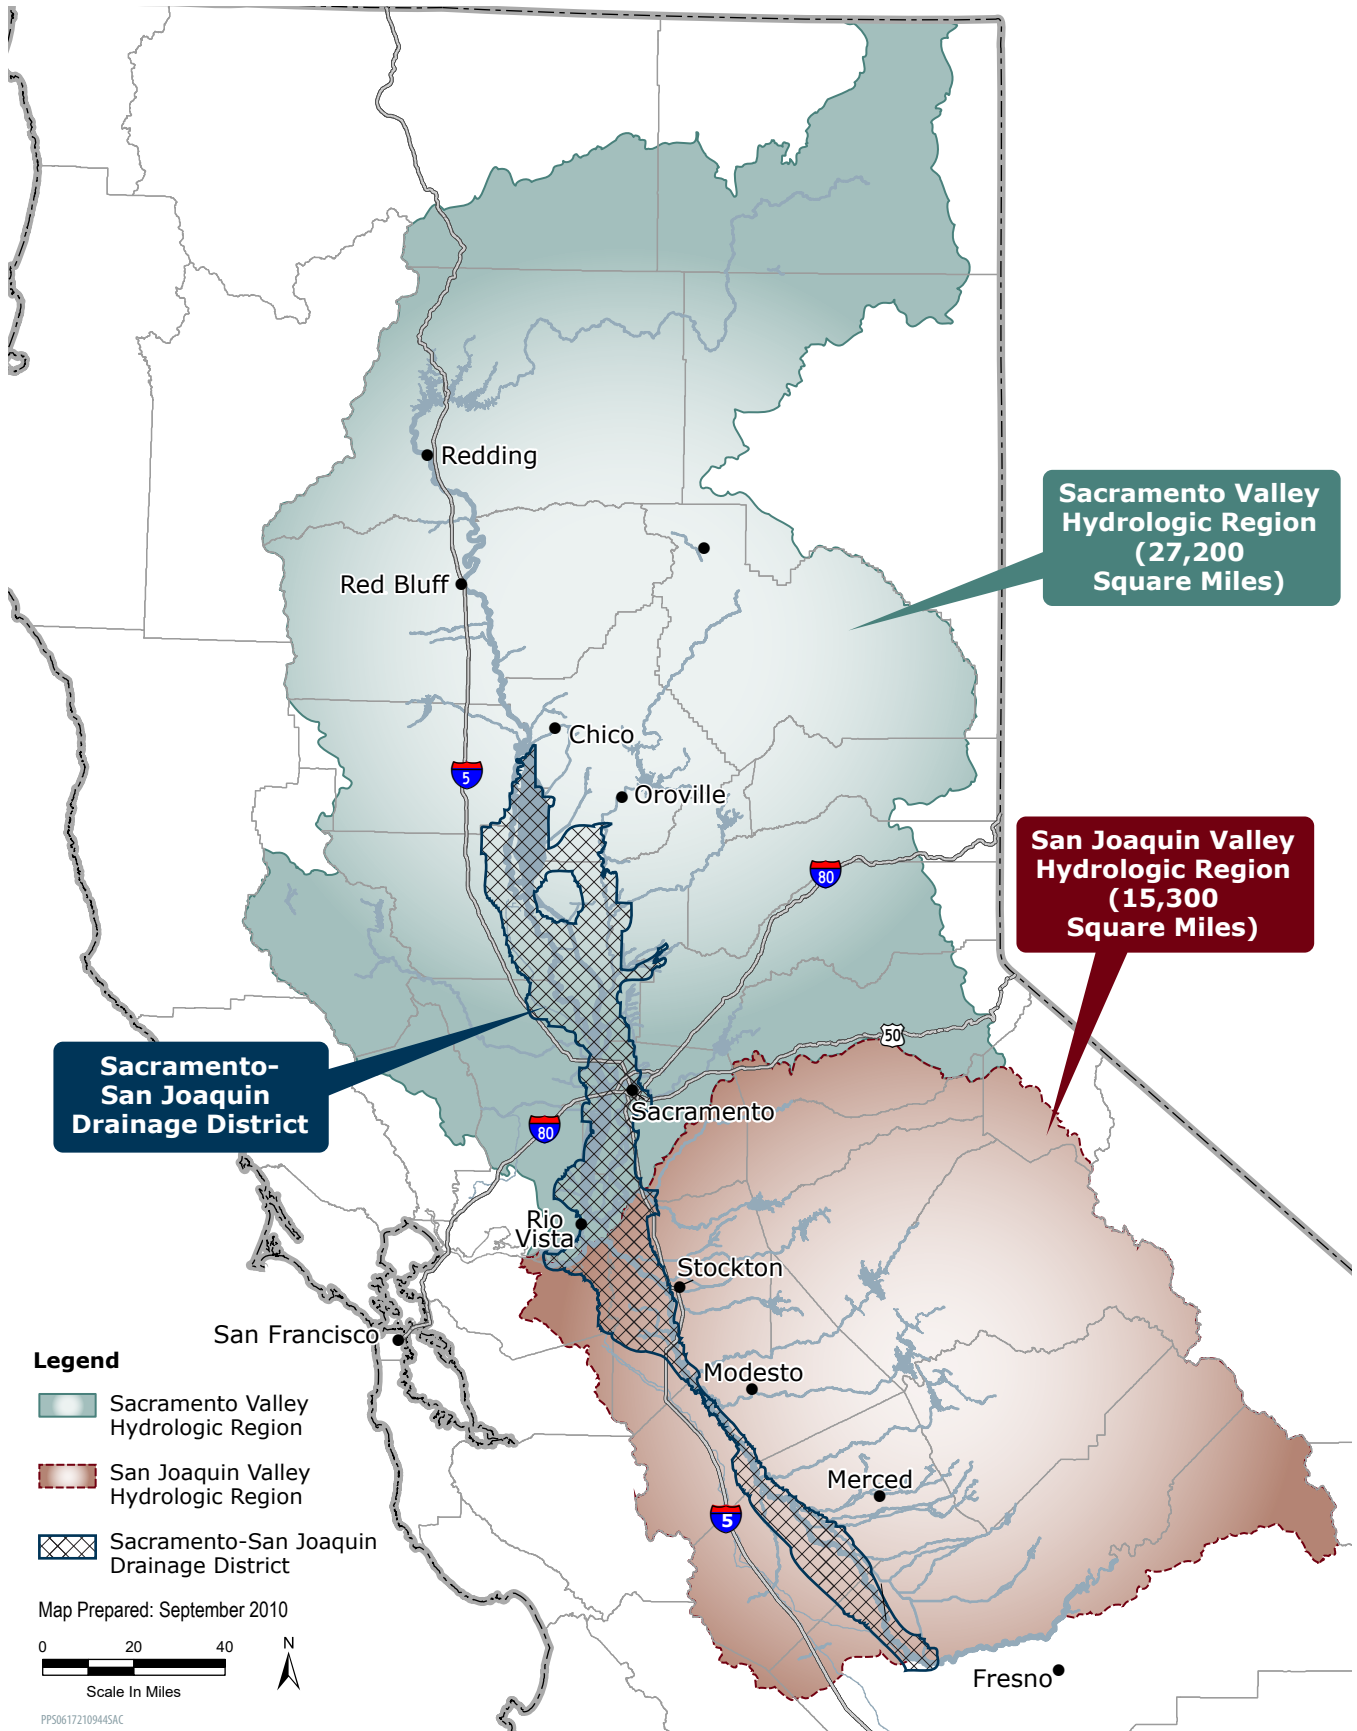 Redding
Sacramento Valley
Hydrologic Region
(27,200
Square Miles)
Red Bluff
Chico
5
Oroville
San Joaquin Valley
Hydrologic Region
(15,300
Square Miles)
80
50
Sacramento-
San Joaquin
Drainage District
Sacramento
80
Rio
Vista
Stockton
San Francisco
Modesto
Merced
5
Fresno
Legend
Sacramento Valley
Hydrologic Region
San Joaquin Valley
Hydrologic Region
Sacramento-San Joaquin
Drainage District
Map Prepared: September 2010
0 20 40
N
Scale In Miles
PPS0617210944SAC